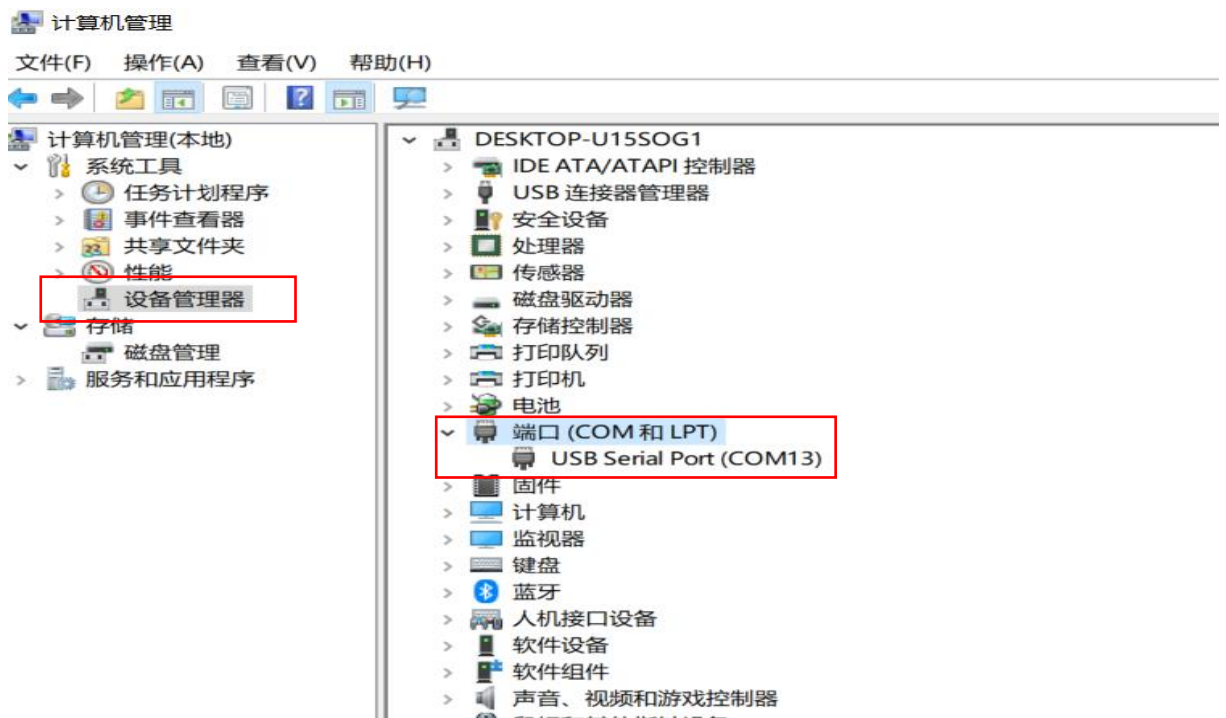 计算机管理
文件(F) 操作(A) 查看(V) 帮助(H)
计算机管理(本地)
系统工具
任务计划程序
事件查看器
共享文件夹
性能
设备管理器
存储
磁盘管理
服务和应用程序
DESKTOP-U15SOG1
IDE ATA/ATAPI 控制器
USB 连接器管理器
安全设备
处理器
传感器
磁盘驱动器
存储控制器
打印队列
打印机
电池
端口 (COM 和 LPT)
USB Serial Port (COM13)
固件
计算机
监视器
键盘
蓝牙
人机接口设备
软件设备
软件组件
声音、视频和游戏控制器